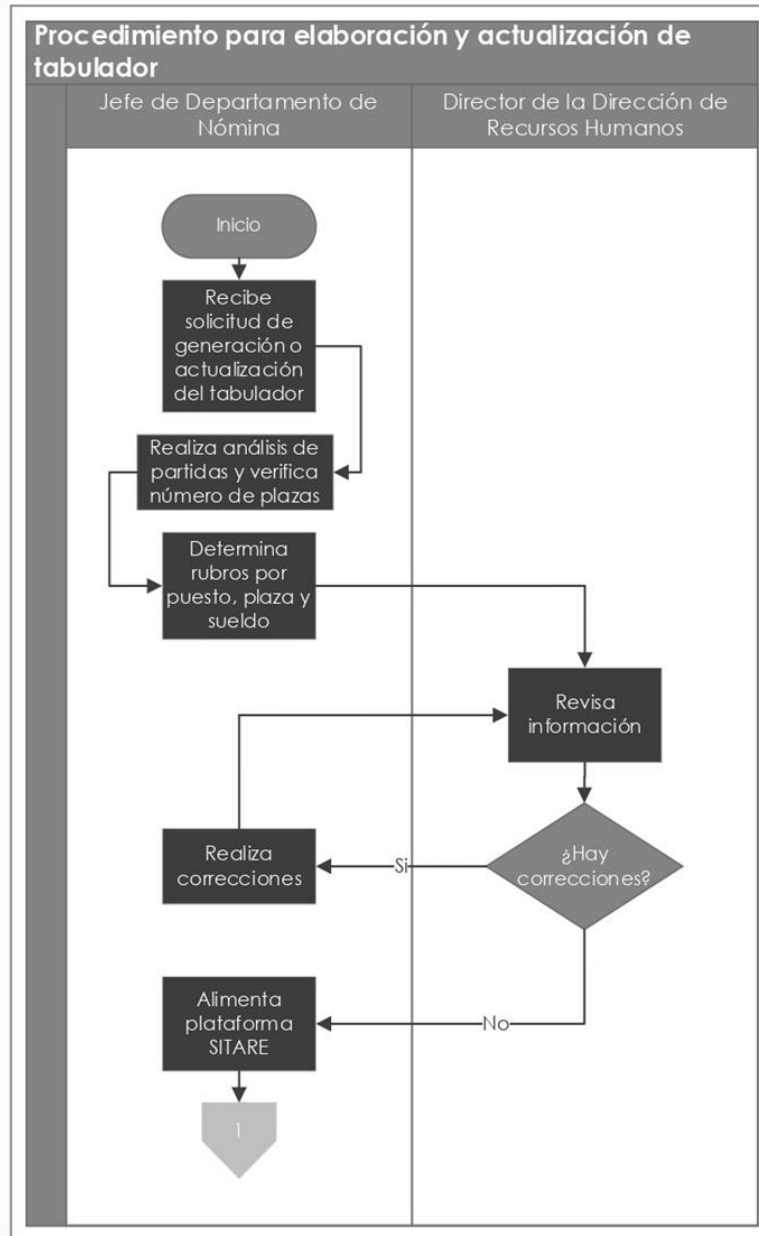 Procedimiento para elaboración y actualización de
tabulador
Jefe de Departamento de
Nómina
Director de la Dirección de
Recursos Humanos
Inicio
Recibe
solicitud de
generación o
actualización
del tabulador
Realiza análisis de
partidas y verifica
número de plazas
Determina
rubros por
puesto, plaza y
sueldo
Revisa
información
¿Hay
correcciones?
Si
Realiza
correcciones
No
Alimenta
plataforma
SITARE
1